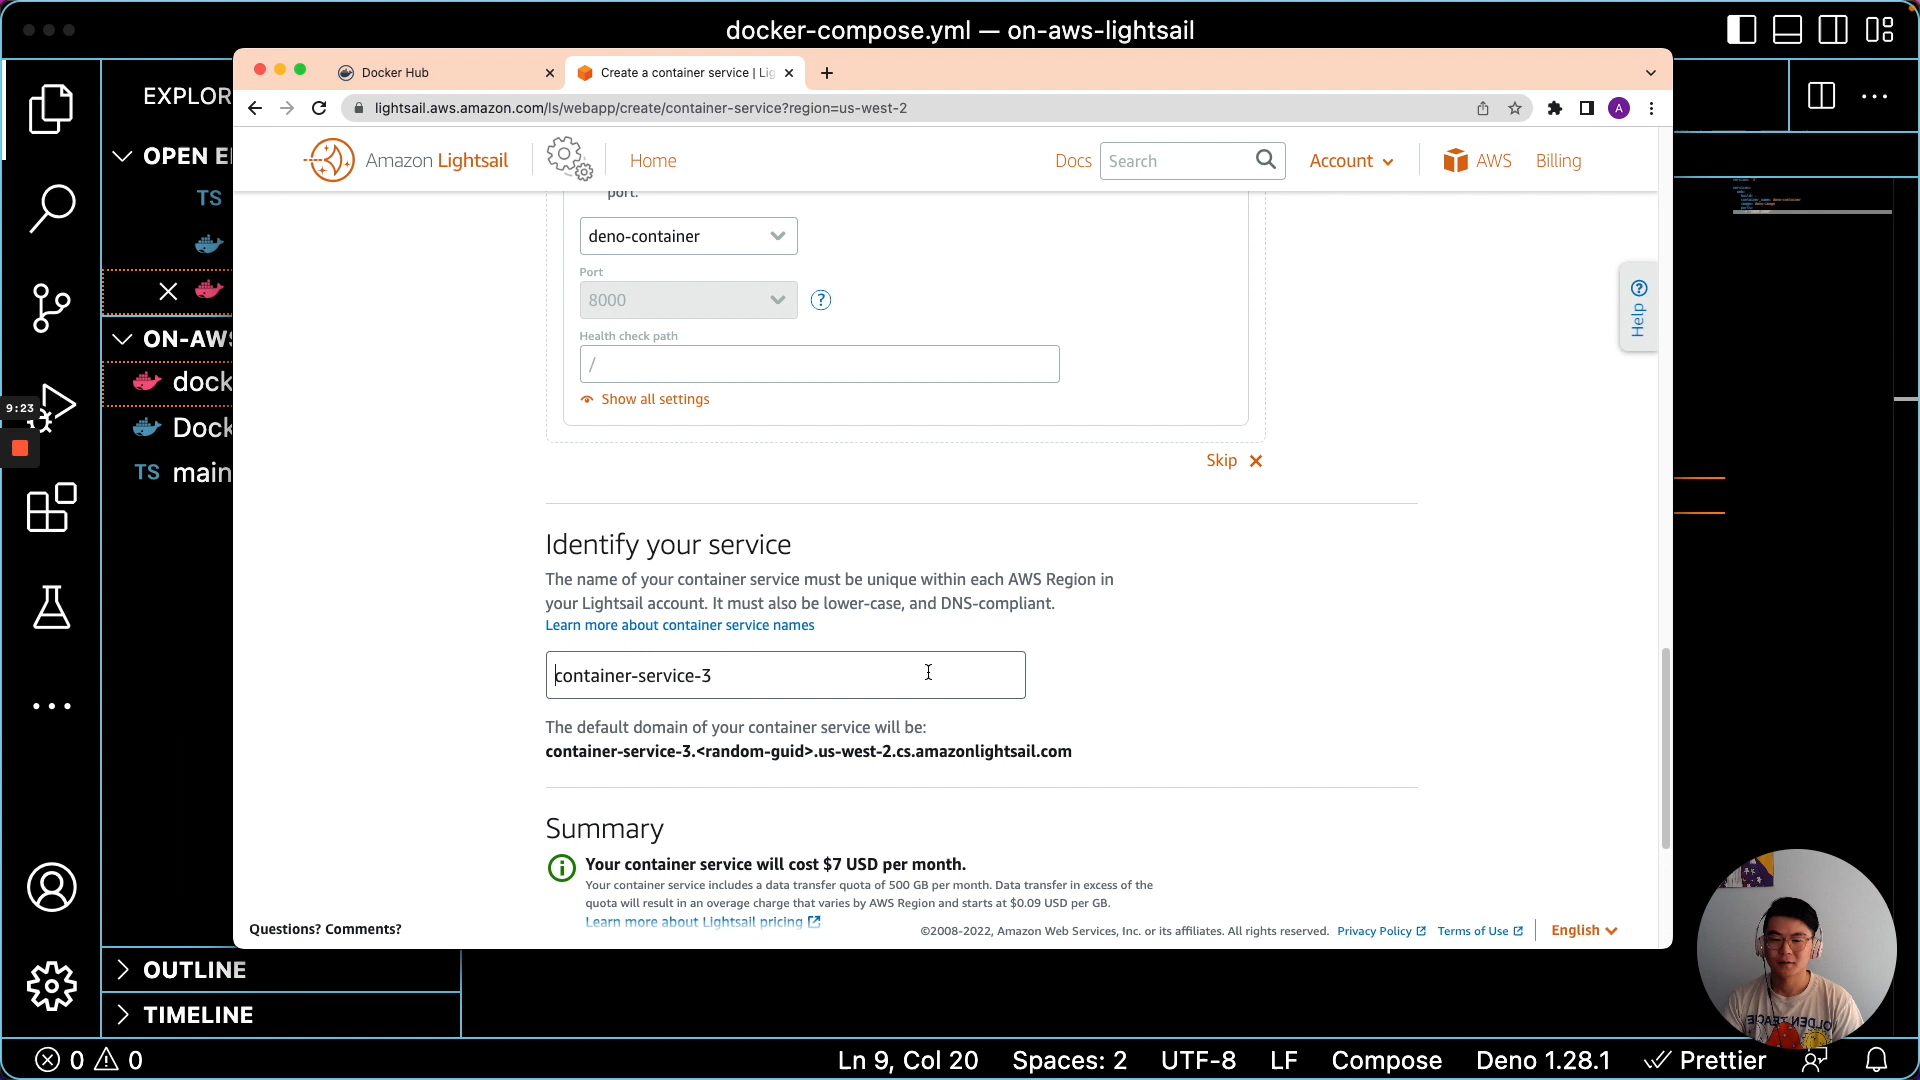 docker-compose.yml — on-aws-lightsail
Docker Hub
Create a container service | Lig
lightsail.aws.amazon.com/ls/webapp/create/container-service?region=us-west-2
Amazon Lightsail
Home
Docs
Search
Account
AWS
Billing
EXPLOR
OPEN E
TS
ON-AWS
dock
Dock
TS main
9:23
port.
deno-container
Port
8000
?
Health check path
/
Show all settings
Skip
Help
Identify your service
The name of your container service must be unique within each AWS Region in
your Lightsail account. It must also be lower-case, and DNS-compliant.
Learn more about container service names
container-service-3
The default domain of your container service will be:
container-service-3.<random-guid>.us-west-2.cs.amazonlightsail.com
Summary
Your container service will cost $7 USD per month.
Your container service includes a data transfer quota of 500 GB per month. Data transfer in excess of the
quota will result in an overage charge that varies by AWS Region and starts at $0.09 USD per GB.
Learn more about Lightsail pricing
Questions? Comments?
©2008-2022, Amazon Web Services, Inc. or its affiliates. All rights reserved. Privacy Policy Terms of Use
English
OUTLINE
TIMELINE
0 0
Ln 9, Col 20 Spaces: 2 UTF-8 LF Compose Deno 1.28.1 Prettier
A